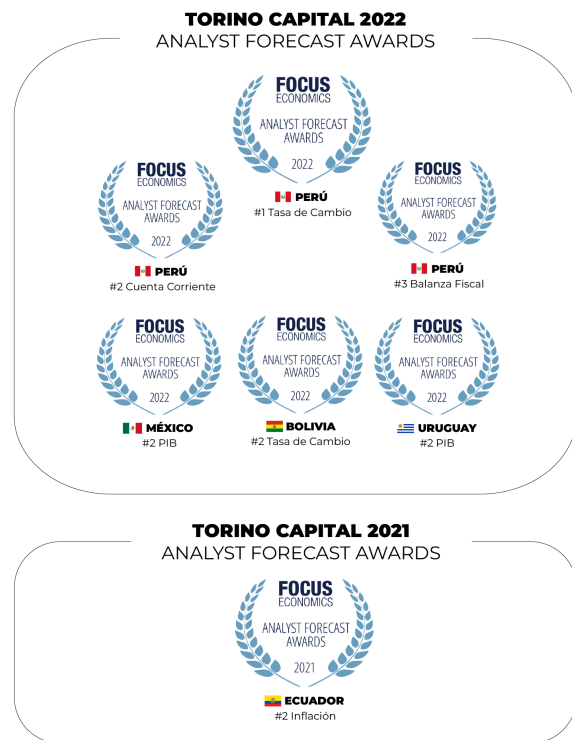 TORINO CAPITAL 2022
ANALYST FORECAST AWARDS
FOCUS
ECONOMICS
ANALYST FORECAST
AWARDS
2022
PERÚ
#1 Tasa de Cambio
FOCUS
ECONOMICS
ANALYST FORECAST
AWARDS
2022
PERÚ
#2 Cuenta Corriente
FOCUS
ECONOMICS
ANALYST FORECAST
AWARDS
2022
PERÚ
#3 Balanza Fiscal
FOCUS
ECONOMICS
ANALYST FORECAST
AWARDS
2022
MÉXICO
#2 PIB
FOCUS
ECONOMICS
ANALYST FORECAST
AWARDS
2022
BOLIVIA
#2 Tasa de Cambio
FOCUS
ECONOMICS
ANALYST FORECAST
AWARDS
2022
URUGUAY
#2 PIB
TORINO CAPITAL 2021
ANALYST FORECAST AWARDS
FOCUS
ECONOMICS
ANALYST FORECAST
AWARDS
2021
ECUADOR
#2 Inflación